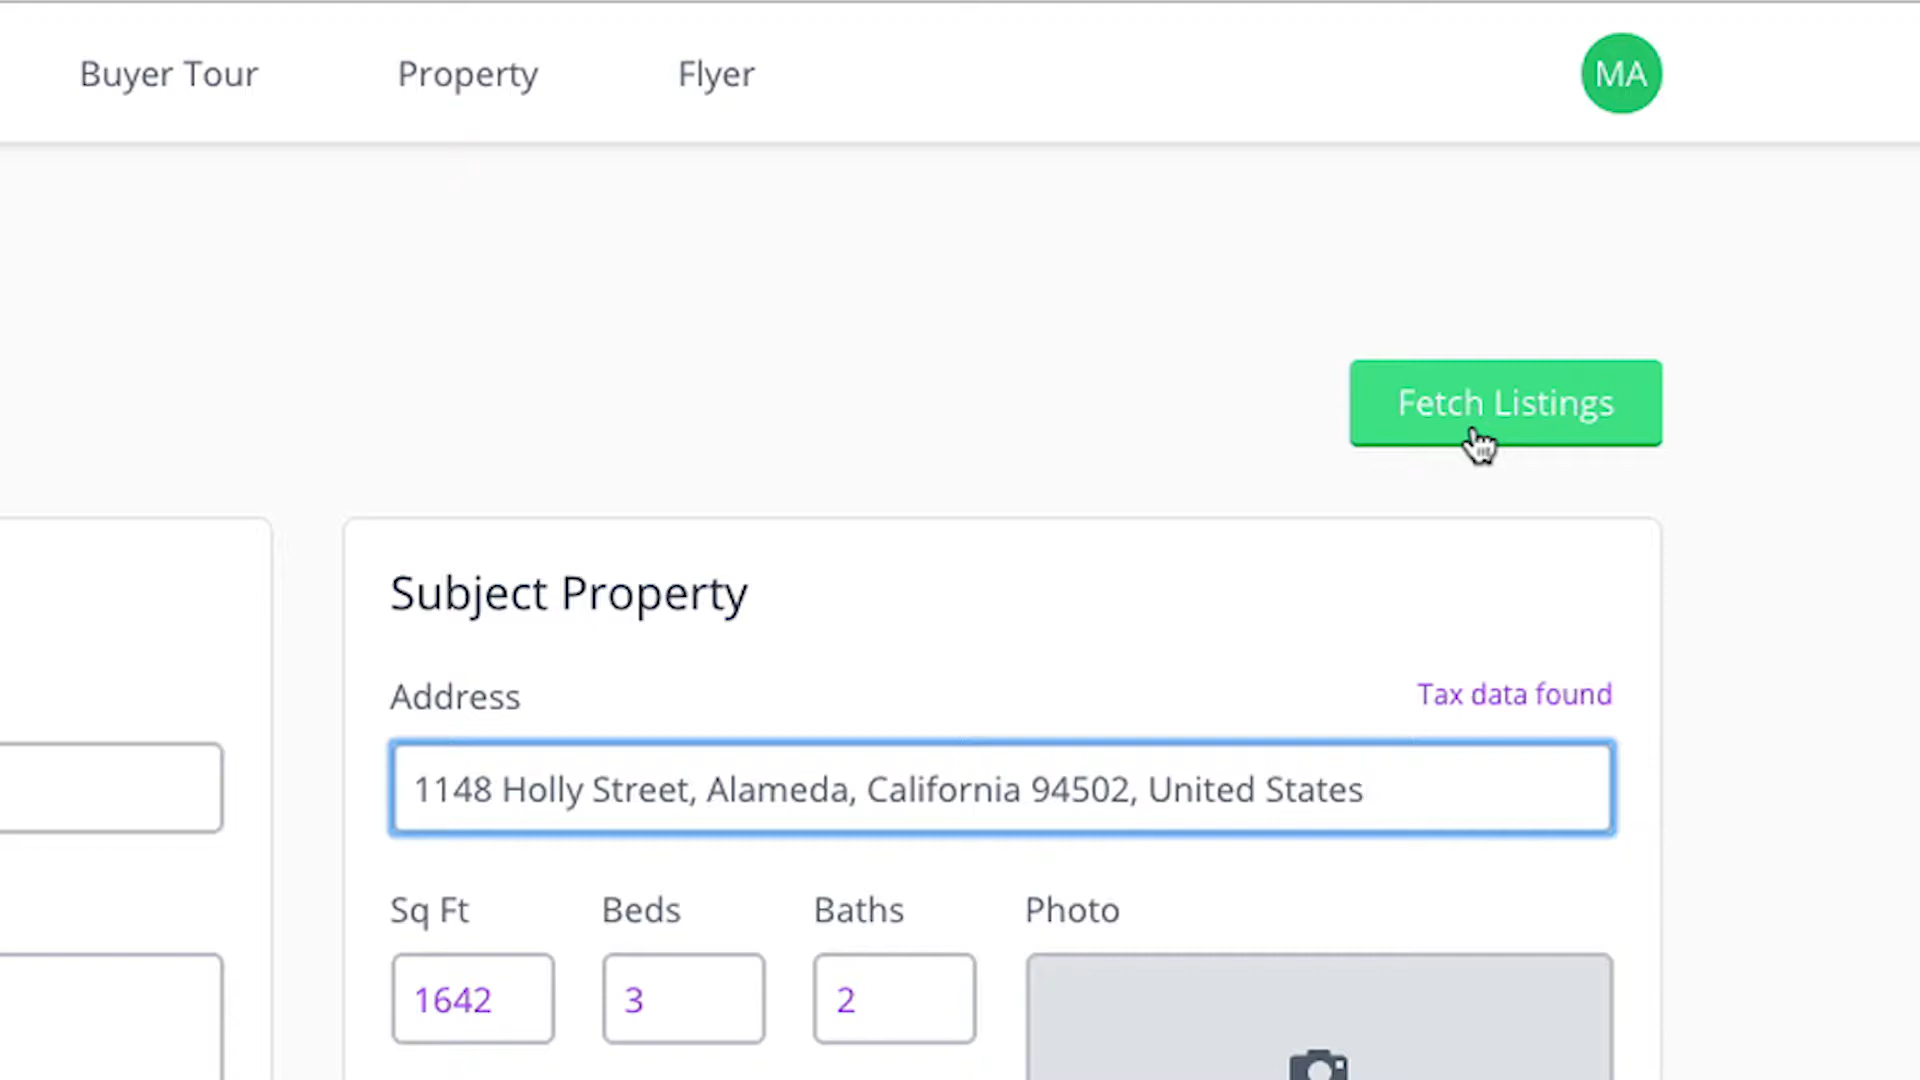 Buyer Tour Property Flyer MA
Fetch Listings
Subject Property
Address Tax data found
1148 Holly Street, Alameda, California 94502, United States
Sq Ft Beds Baths Photo
1642 3 2